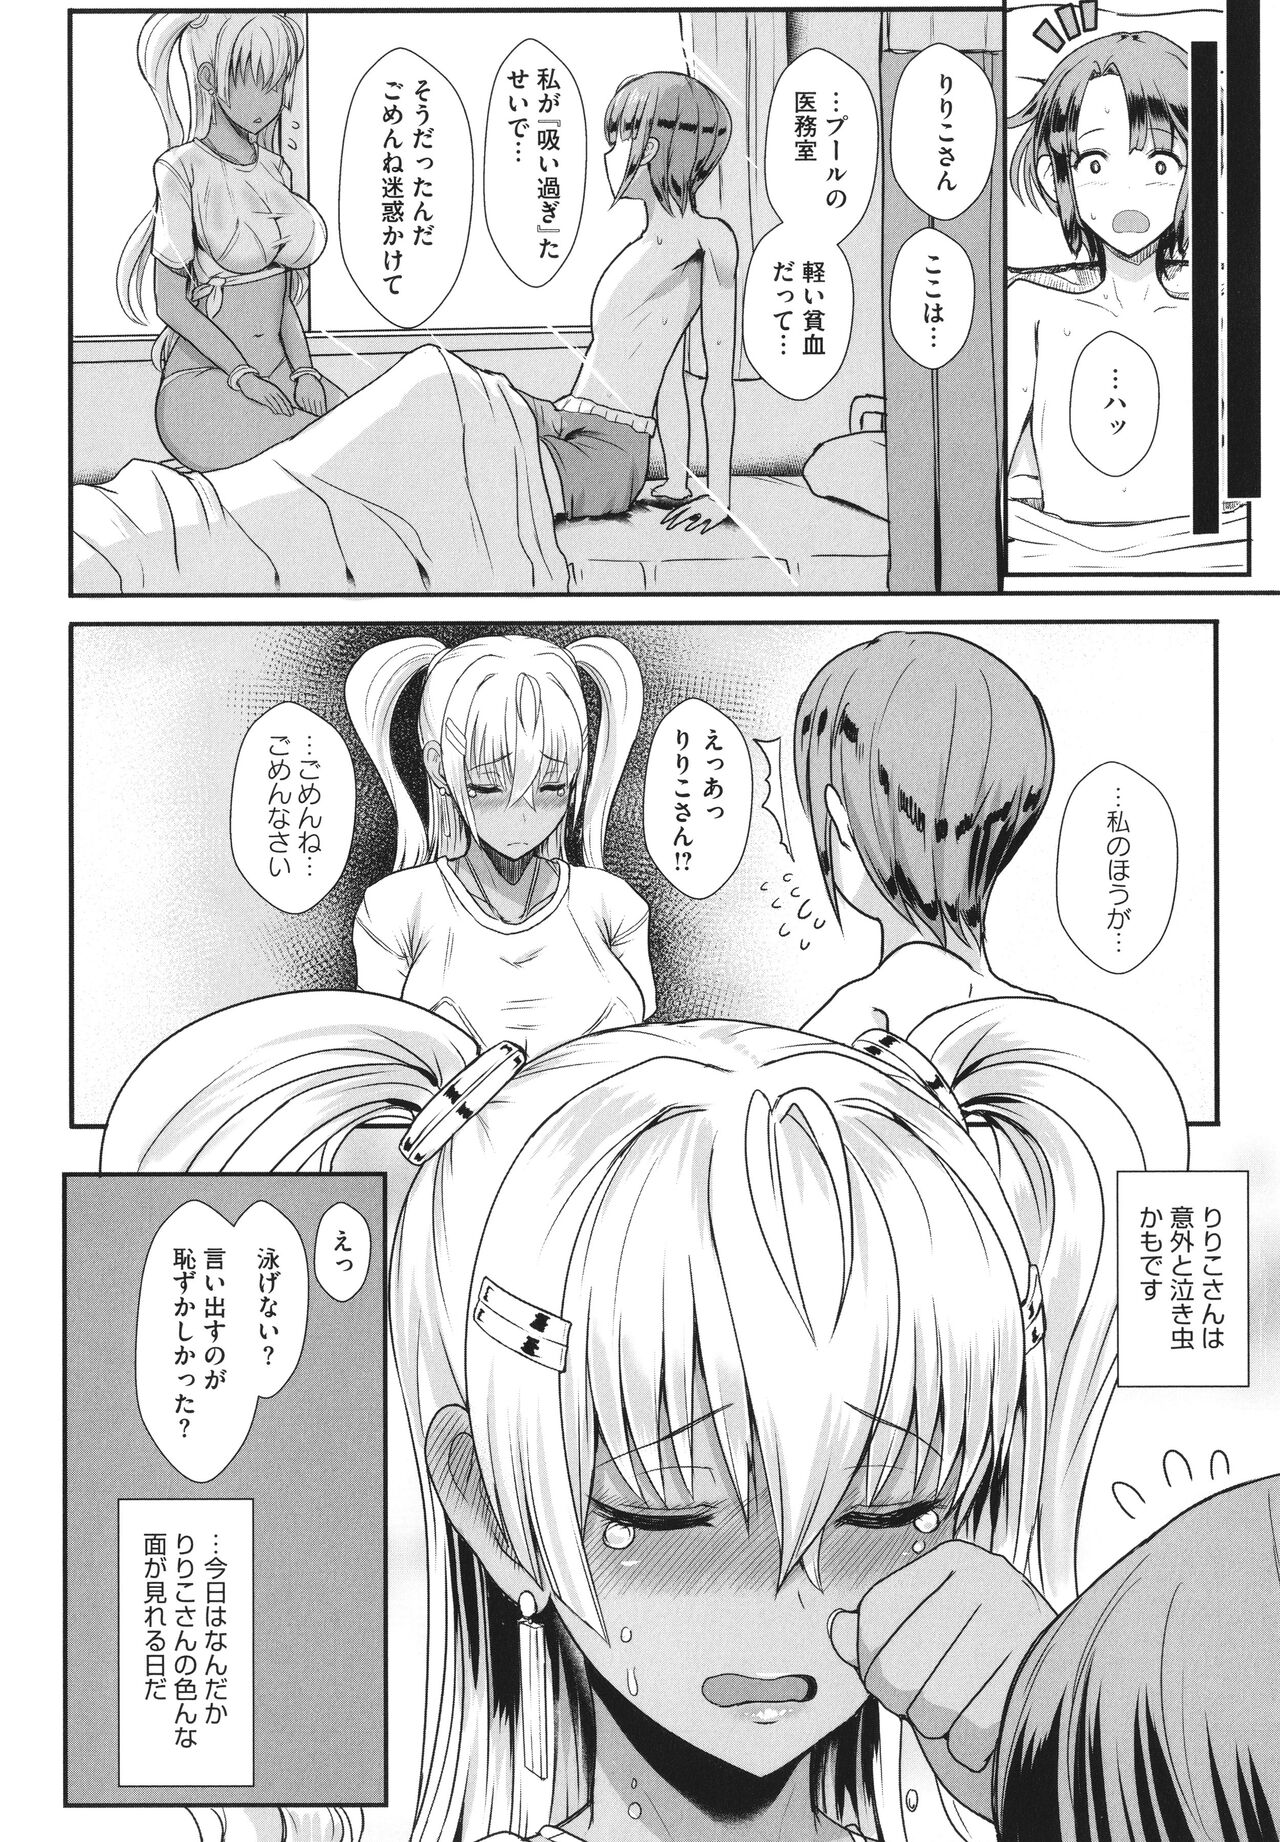 …ハッ
りりこさん
ここは…
…プールの
医務室
軽い貧血
だって…
私が『吸い過ぎ』た
せいで…
そうだったんだ
ごめんね迷惑かけて
…私のほうが…
えっあっ
りりこさん!?
…ごめんね…
ごめんなさい
りりこさんは
意外と泣き虫
かもです
えっ
泳げない？
言い出すのが
恥ずかしかった？
…今日はなんだか
りりこさんの色んな
面が見れる日だ